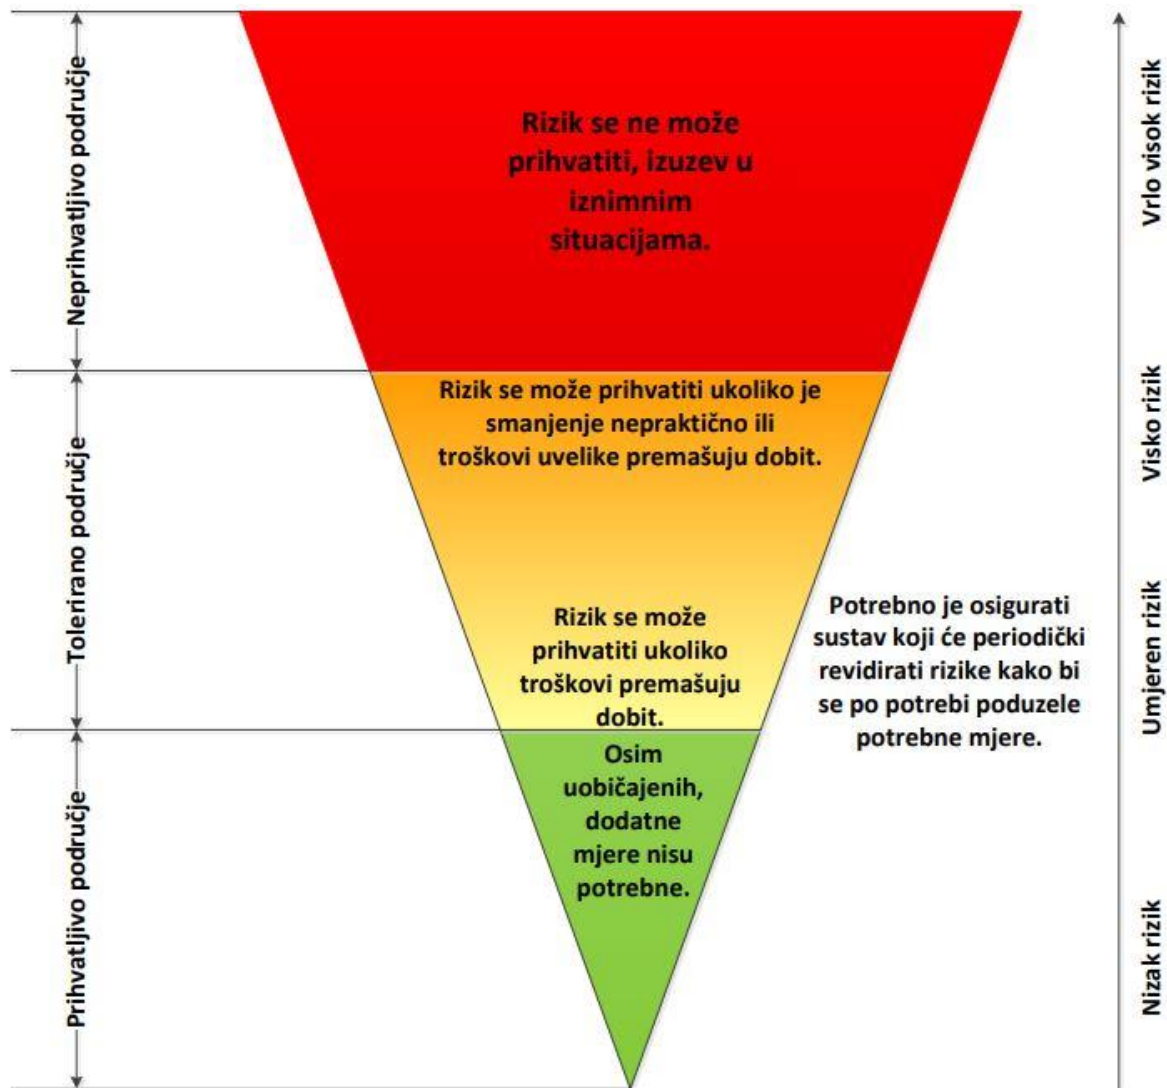 Neprihvatljivo područje
Tolerirano područje
Prihvatljivo područje
Rizik se ne može
prihvatiti, izuzev u
iznimnim
situacijama.
Rizik se može prihvatiti ukoliko je
smanjenje nepraktično ili
troškovi uvelike premašuju dobit.
Rizik se može
prihvatiti ukoliko
troškovi premašuju
dobit.
Osim
uobičajenih,
dodatne
mjere nisu
potrebne.
Potrebno je osigurati
sustav koji će periodički
revidirati rizike kako bi
se po potrebi poduzele
potrebne mjere.
Vrlo visok rizik
Visko rizik
Umjeren rizik
Nizak rizik